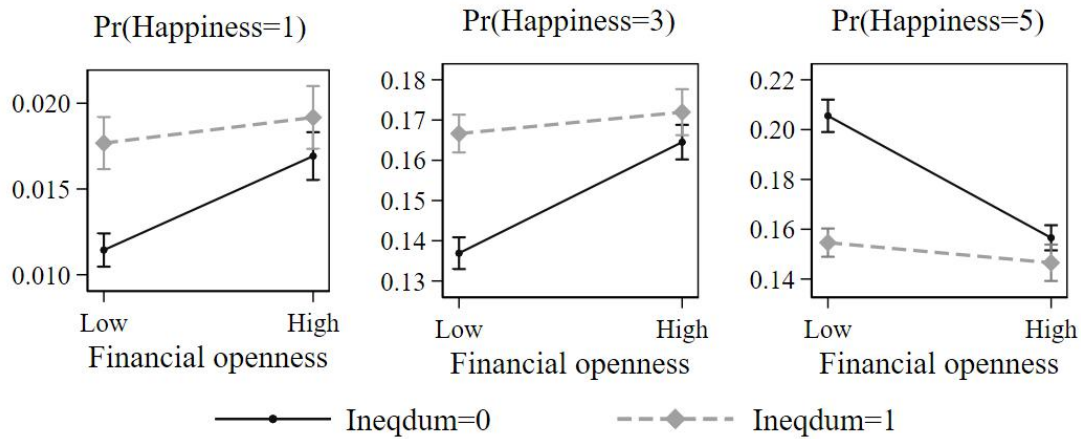 Pr(Happiness=1)
0.020
0.015
0.010
Low High
Financial openness
Pr(Happiness=3)
0.18
0.17
0.16
0.15
0.14
0.13
Low High
Financial openness
Pr(Happiness=5)
0.22
0.20
0.18
0.16
0.14
Low High
Financial openness
Ineqdum=0 Ineqdum=1